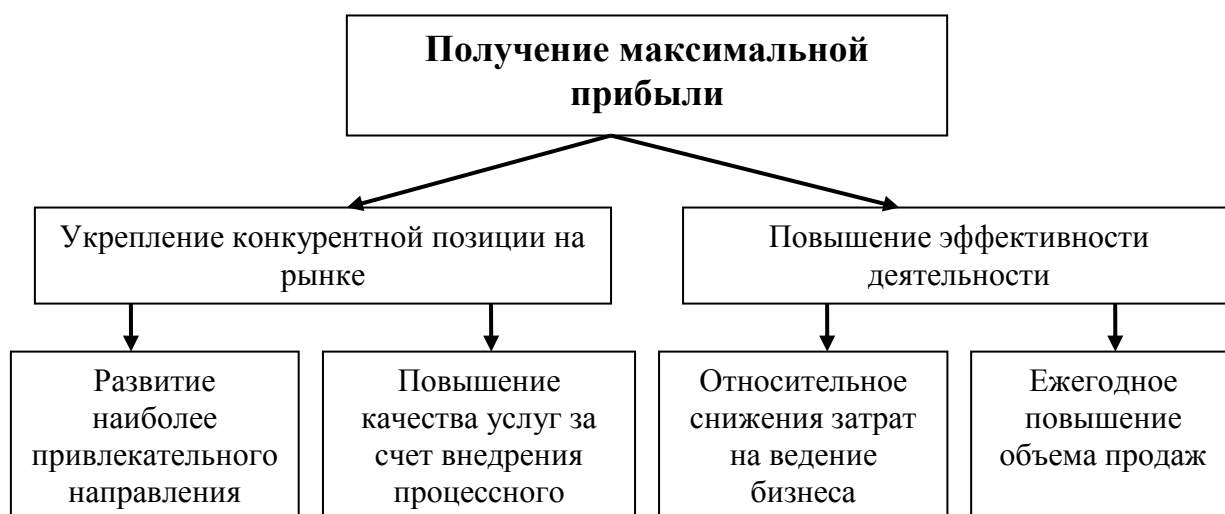 Получение максимальной
прибыли
Укрепление конкурентной позиции на
рынке
Повышение эффективности
деятельности
Развитие
наиболее
привлекательного
направления
Повышение
качества услуг за
счет внедрения
процессного
Относительное
снижения затрат
на ведение
бизнеса
Ежегодное
повышение
объема продаж